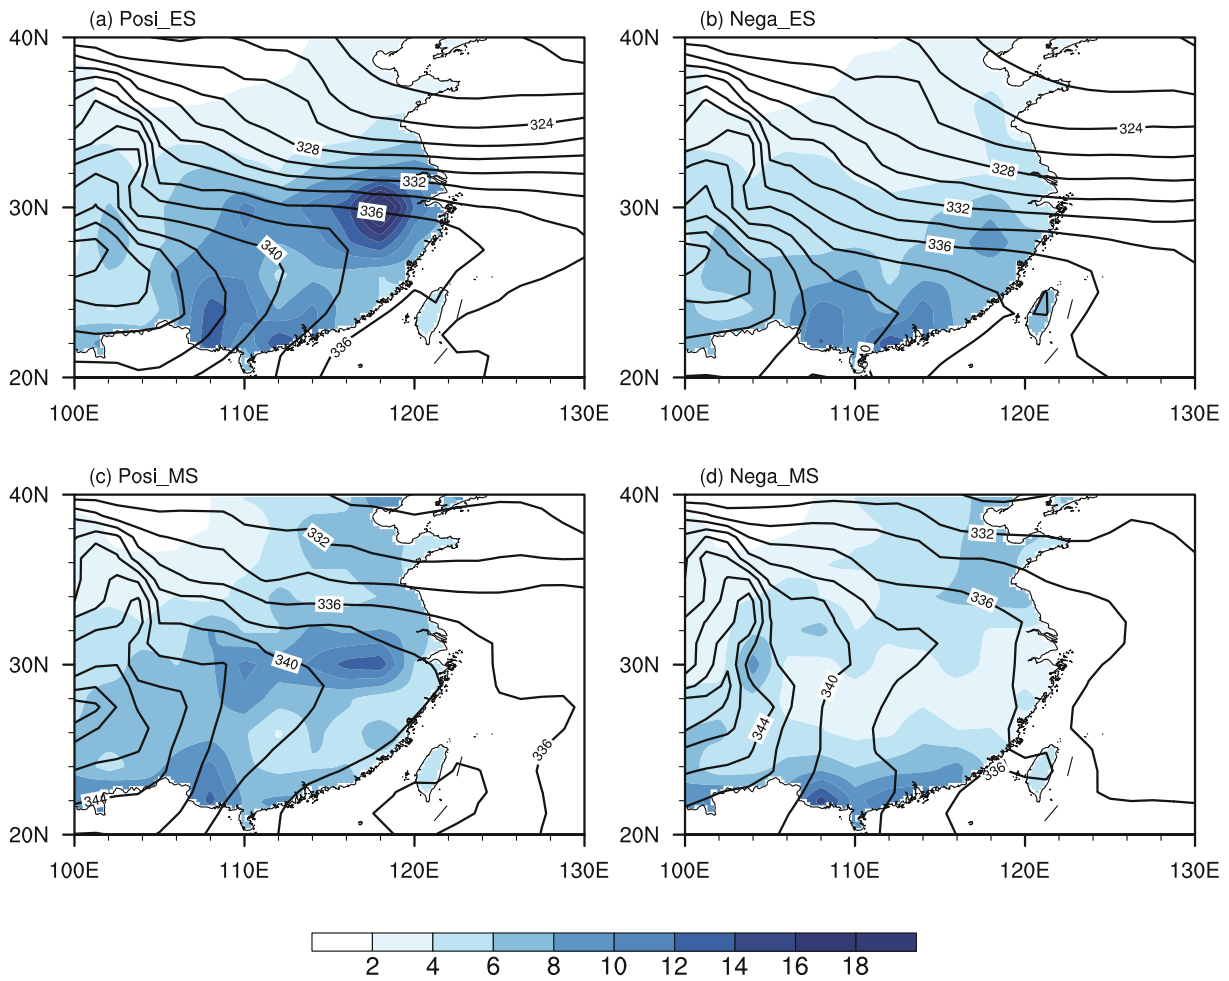 (a) Posi_ES
(b) Nega_ES
40N
324
328
332
30N
336
340
336
20N
100E 110E 120E 130E
40N
324
328
332
30N
336
20N
100E 110E 120E 130E
(c) Posi_MS
(d) Nega_MS
40N
332
336
30N
340
336
344
20N
100E 110E 120E 130E
40N
332
336
30N
340
344
336
20N
100E 110E 120E 130E
2 4 6 8 10 12 14 16 18